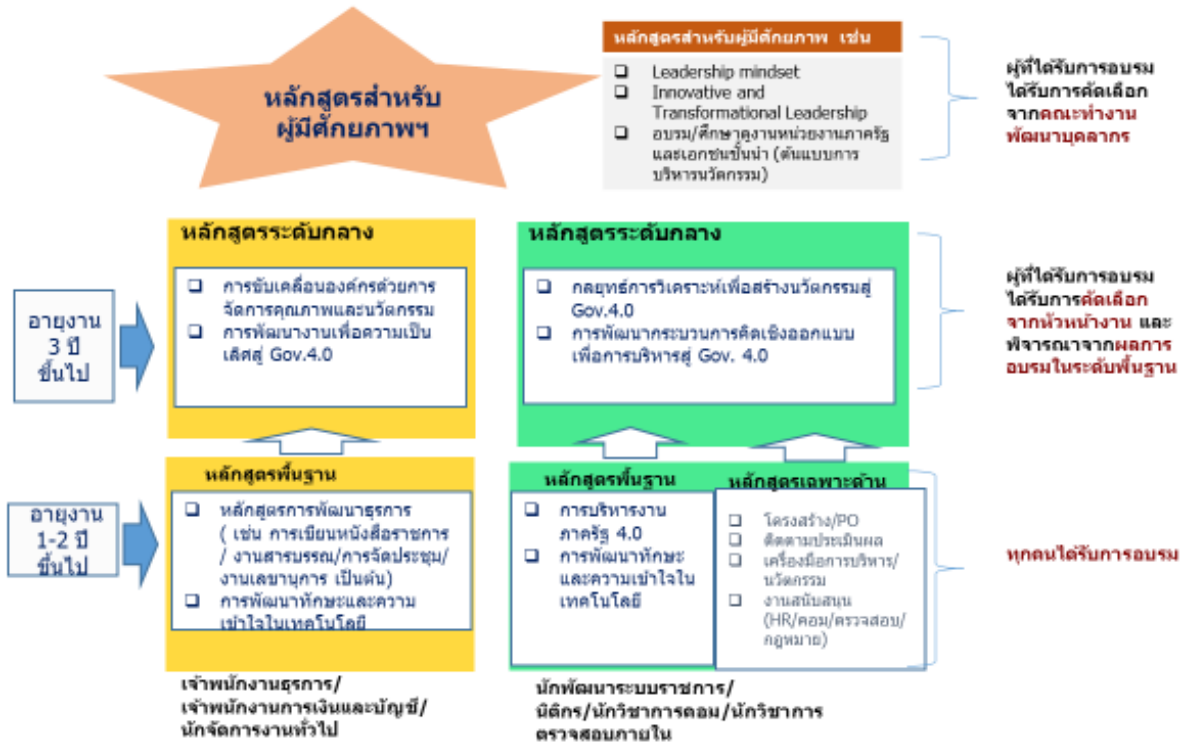 หลักสูตรสำหรับ
ผู้มีศักยภาพฯ
หลักสูตรสำหรับผู้มีศักยภาพ เช่น
❑ Leadership mindset
❑ Innovative and
Transformational Leadership
❑ อบรม/ศึกษาดูงานหน่วยงานภาครัฐ
และเอกชนชั้นนำ (ต้นแบบการ
บริหารนวัตกรรม)
ผู้ที่ได้รับการอบรม
ได้รับการคัดเลือก
จากคณะทำงาน
พัฒนาบุคลากร
อายุงาน
3 ปี
ขึ้นไป
หลักสูตรระดับกลาง
❑ การขับเคลื่อนองค์กรด้วยการ
จัดการคุณภาพและนวัตกรรม
❑ การพัฒนางานเพื่อความเป็น
เลิศสู่ Gov.4.0
หลักสูตรระดับกลาง
❑ กลยุทธ์การวิเคราะห์เพื่อสร้างนวัตกรรมสู่
Gov.4.0
❑ การพัฒนากระบวนการคิดเชิงออกแบบ
เพื่อการบริหารสู่ Gov. 4.0
ผู้ที่ได้รับการอบรม
ได้รับการคัดเลือก
จากหัวหน้างาน และ
พิจารณาจากผลการ
อบรมในระดับพื้นฐาน
อายุงาน
1-2 ปี
ขึ้นไป
หลักสูตรพื้นฐาน
❑ หลักสูตรการพัฒนาธุรการ
( เช่น การเขียนหนังสือราชการ
/ งานสารบรรณ/การจัดประชุม/
งานเลขานุการ เป็นต้น)
❑ การพัฒนาทักษะและความ
เข้าใจในเทคโนโลยี
หลักสูตรพื้นฐาน
❑ การบริหารงาน
ภาครัฐ 4.0
❑ การพัฒนาทักษะ
และความเข้าใจใน
เทคโนโลยี
หลักสูตรเฉพาะด้าน
❑ โครงสร้าง/PO
❑ ติดตามประเมินผล
❑ เครื่องมือการบริหาร/
นวัตกรรม
❑ งานสนับสนุน
(HR/คอม/ตรวจสอบ/
กฎหมาย)
ทุกคนได้รับการอบรม
เจ้าพนักงานธุรการ/
เจ้าพนักงานการเงินและบัญชี/
นักจัดการงานทั่วไป
นักพัฒนาระบบราชการ/
นิติกร/นักวิชาการคอม/นักวิชาการ
ตรวจสอบภายใน